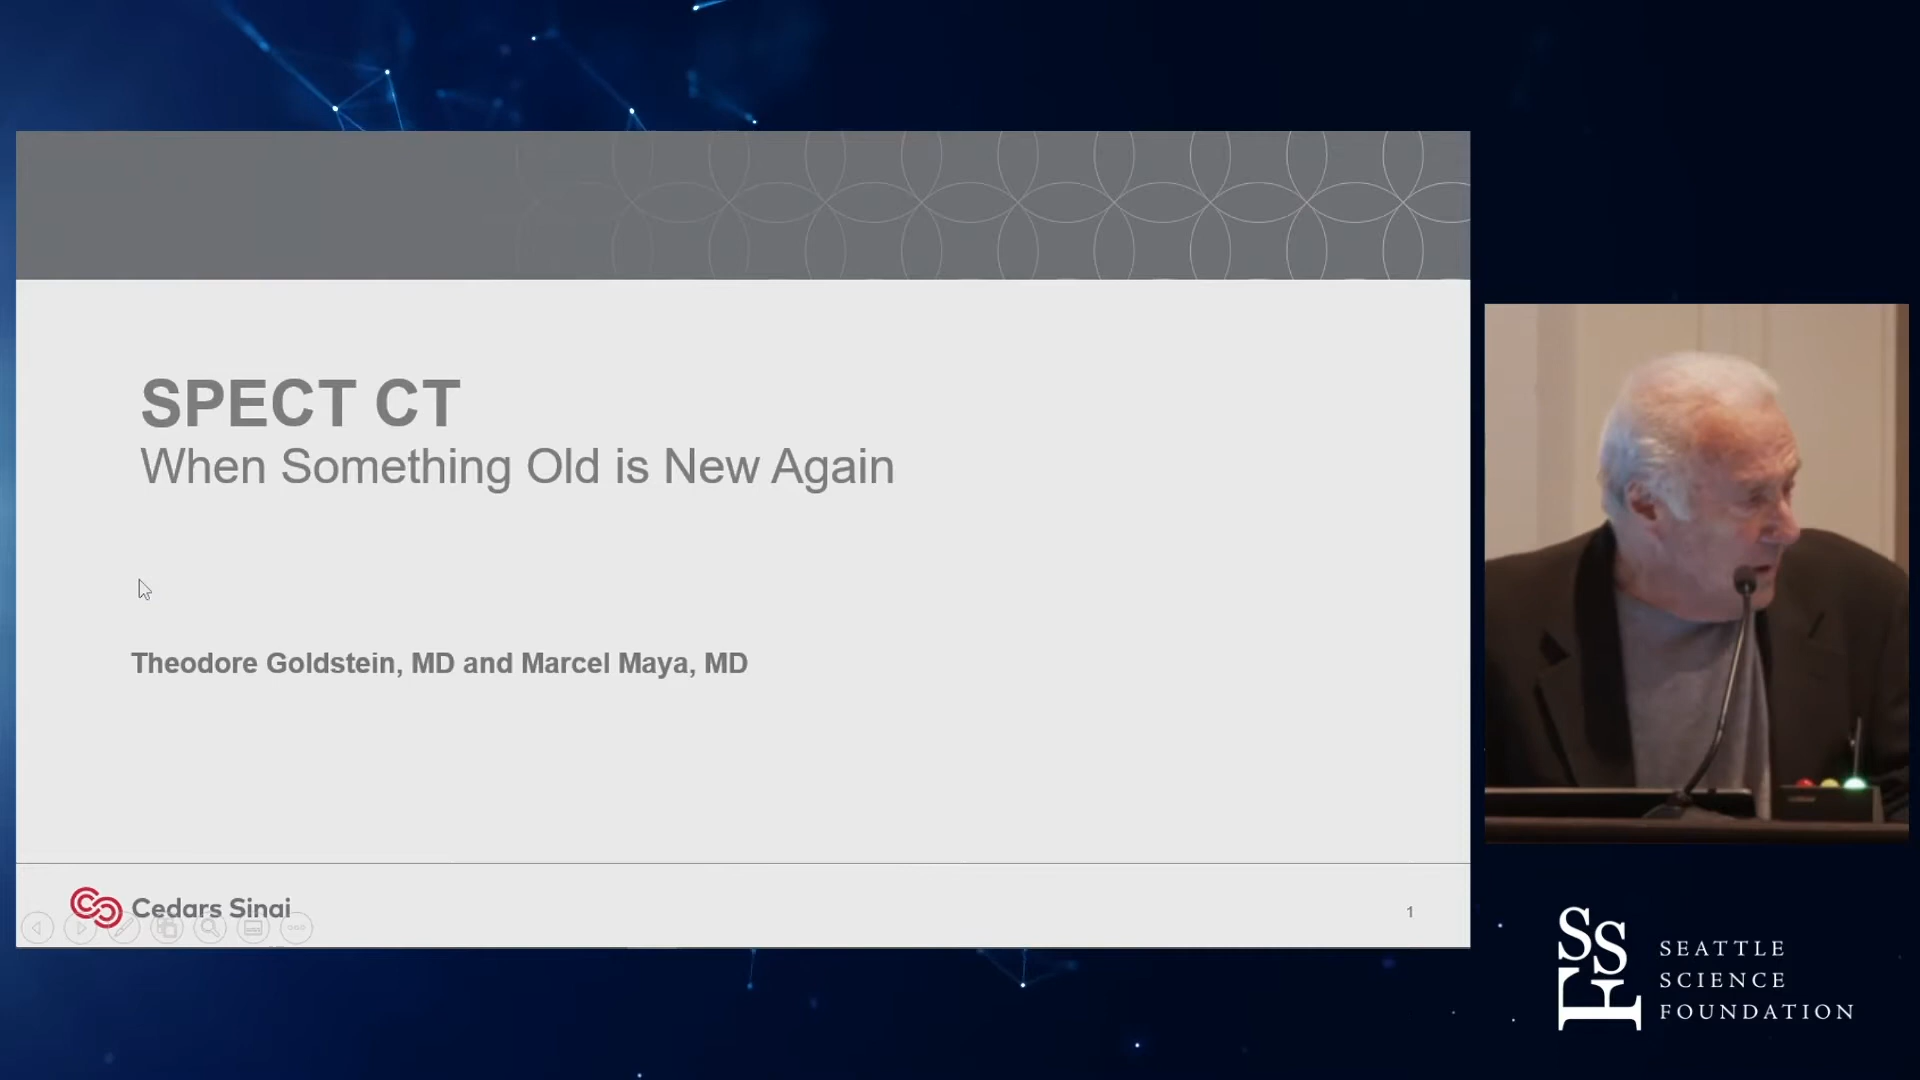 SPECT CT
When Something Old is New Again
Theodore Goldstein, MD and Marcel Maya, MD
Cedars Sinai
1
SSF
SEATTLE
SCIENCE
FOUNDATION